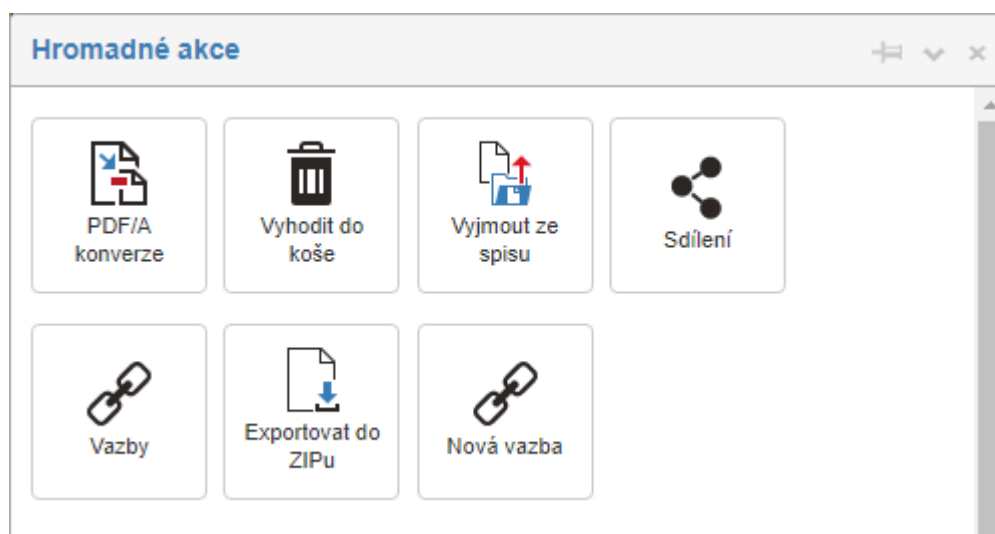 Hromadné akce
PDF/A
konverze
Vyhodit do
koše
Vyjmout ze
spisu
Sdílení
Vazby
Exportovat do
ZIPu
Nová vazba